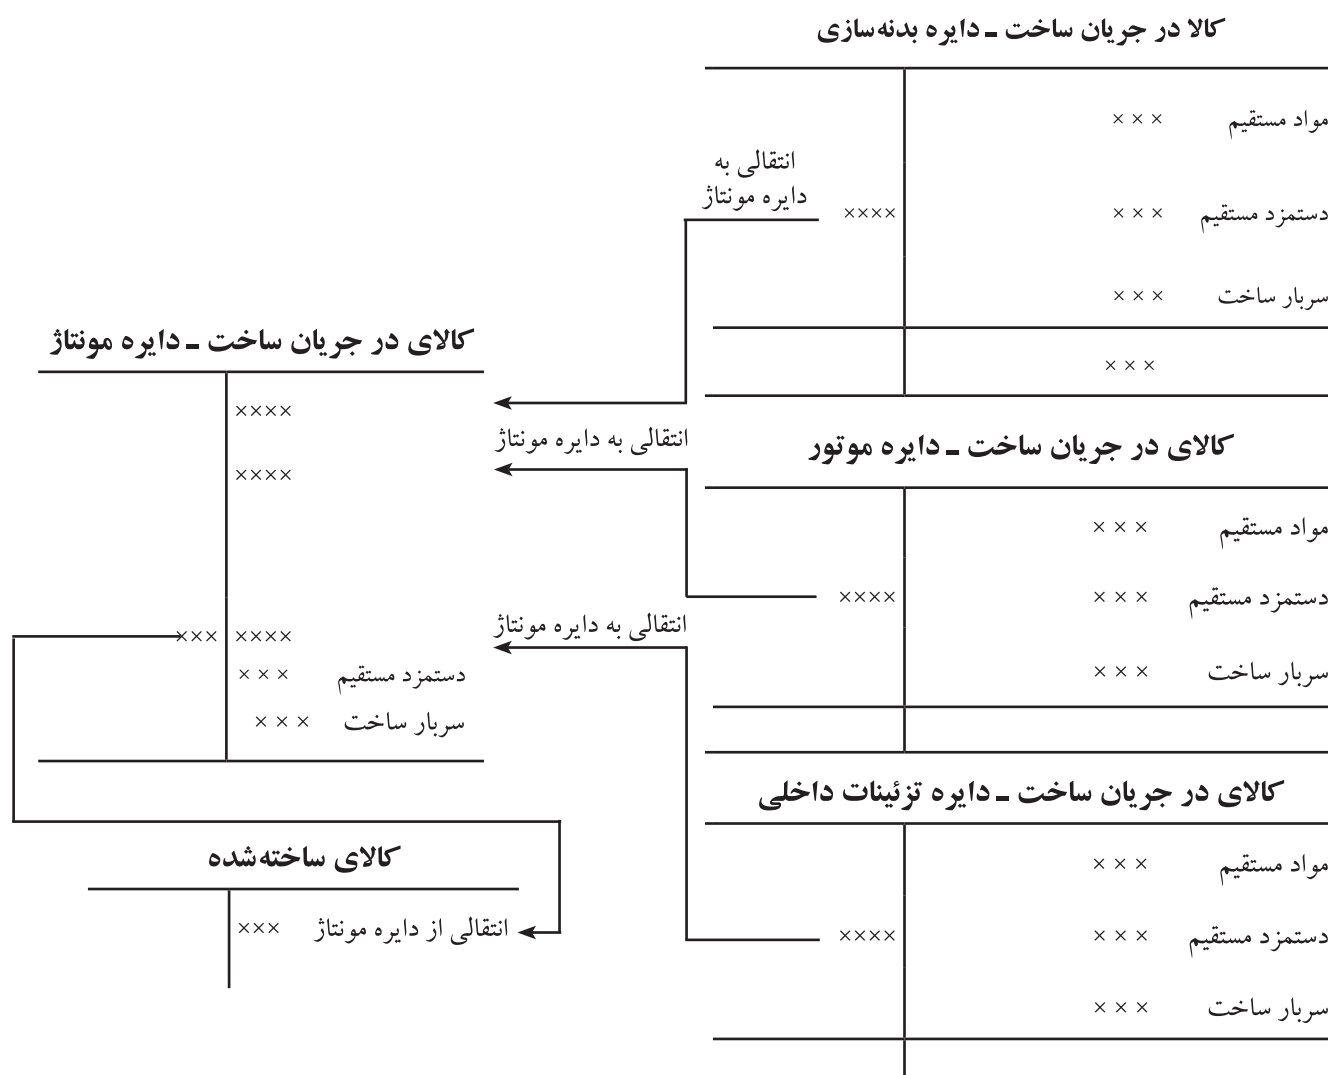 کالا در جریان ساخت ـ دایره بدنه‌سازی
مواد مستقیم × × ×
انتقالی به
دایره مونتاژ
دستمزد مستقیم × × × ××××
سربار ساخت × × ×
× × ×
کالای در جریان ساخت ـ دایره موتور
انتقالی به دایره مونتاژ
مواد مستقیم × × ×
دستمزد مستقیم × × × ××××
سربار ساخت × × ×
انتقالی به دایره مونتاژ
کالای در جریان ساخت ـ دایره تزئینات داخلی
مواد مستقیم × × ×
دستمزد مستقیم × × × ××××
سربار ساخت × × ×
کالای در جریان ساخت ـ دایره مونتاژ
××××
××××
×××× ×××
دستمزد مستقیم × × ×
سربار ساخت × × ×
کالای ساخته‌شده
انتقالی از دایره مونتاژ ×××